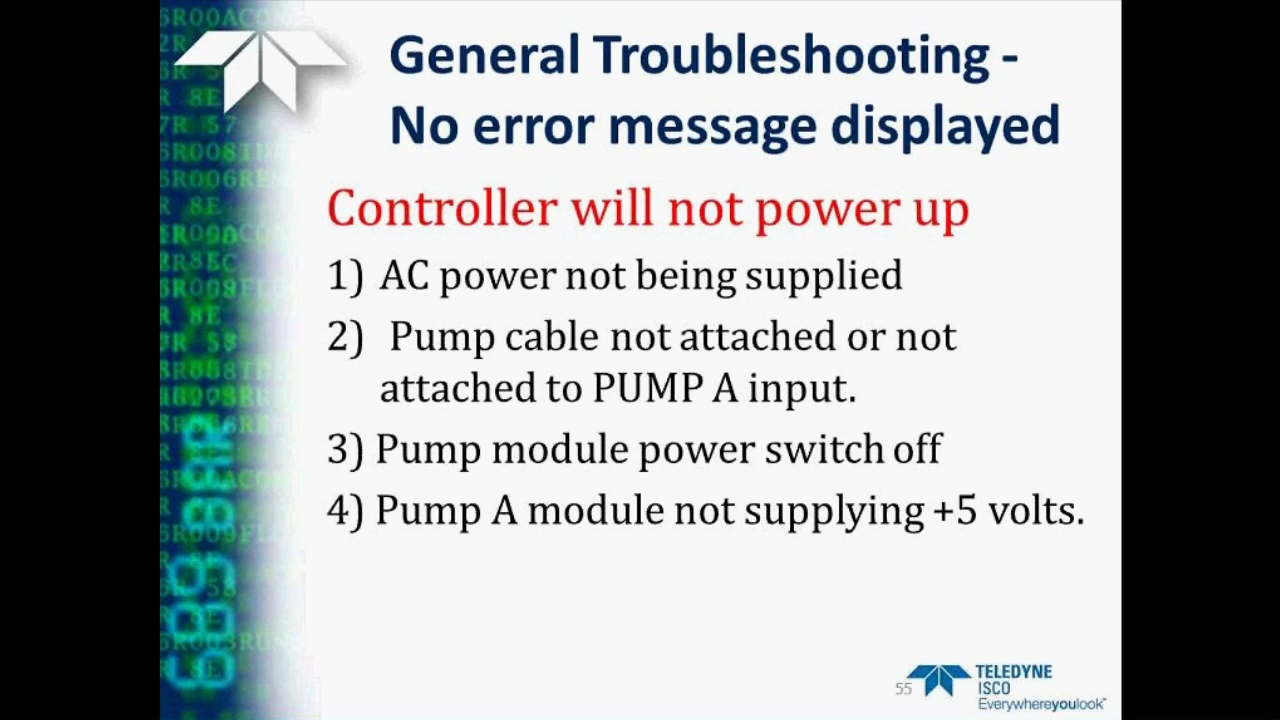 General Troubleshooting -
No error message displayed
Controller will not power up
1) AC power not being supplied
2) Pump cable not attached or not
attached to PUMP A input.
3) Pump module power switch off
4) Pump A module not supplying +5 volts.
55
TELEDYNE
ISCO
Everywhereyoulook™